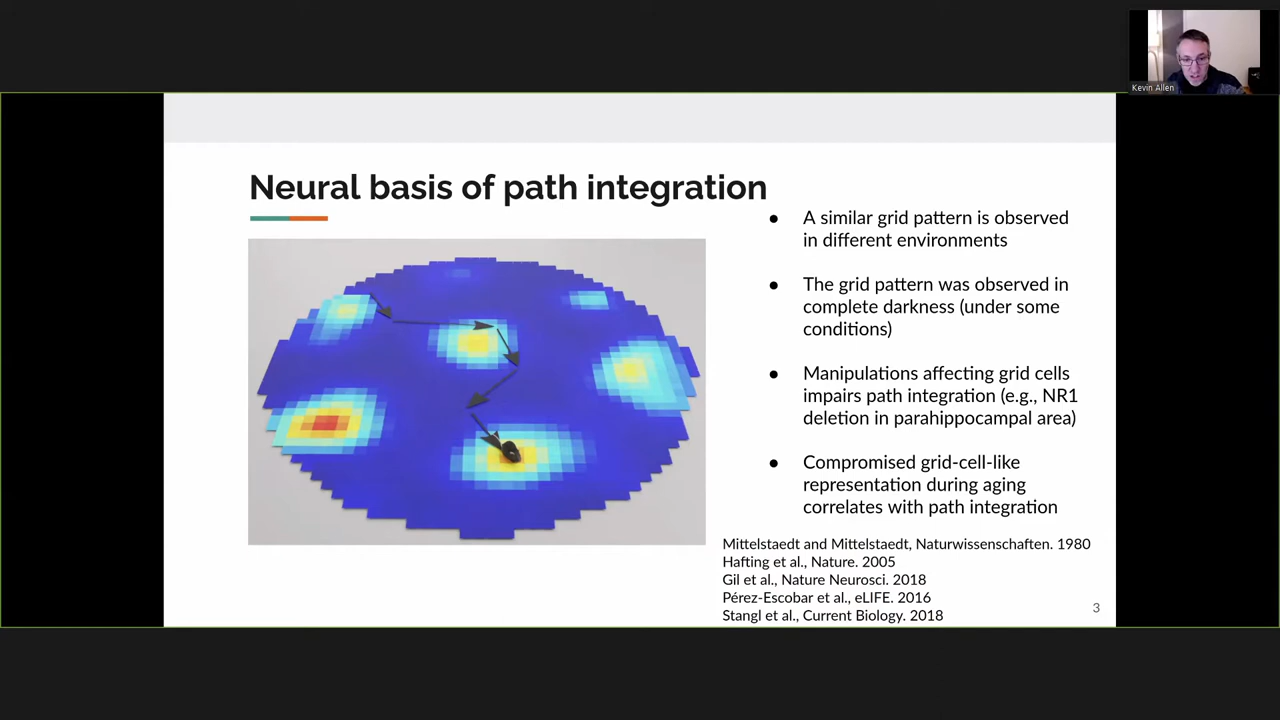 Kevin Allen
Neural basis of path integration
● A similar grid pattern is observed
in different environments
● The grid pattern was observed in
complete darkness (under some
conditions)
● Manipulations affecting grid cells
impairs path integration (e.g., NR1
deletion in parahippocampal area)
● Compromised grid-cell-like
representation during aging
correlates with path integration
Mittelstaedt and Mittelstaedt, Naturwissenschaften. 1980
Hafting et al., Nature. 2005
Gil et al., Nature Neurosci. 2018
Pérez-Escobar et al., eLIFE. 2016
Stangl et al., Current Biology. 2018
3